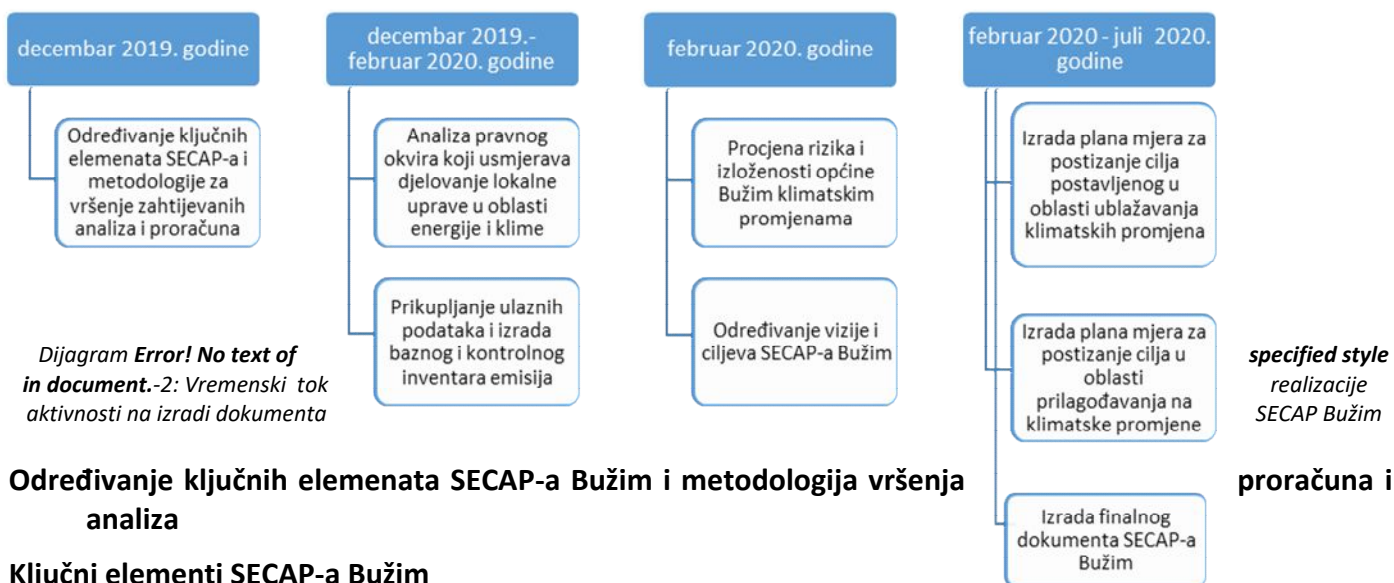 decembar 2019. godine
Određivanje ključnih
elemenata SECAP-a i
metodologije za
vršenje zahtijevanih
analiza i proračuna
decembar 2019.-
februar 2020. godine
Analiza pravnog
okvira koji usmjerava
djelovanje lokalne
uprave u oblasti
energije i klime
Prikupljanje ulaznih
podataka i izrada
baznog i kontrolnog
inventara emisija
februar 2020. godine
Procjena rizika i
izloženosti općine
Bužim klimatskim
promjenama
Određivanje vizije i
ciljeva SECAP-a Bužim
februar 2020 - juli 2020.
godine
Izrada plana mjera za
postizanje cilja
postavljenog u
oblasti ublažavanja
klimatskih promjena
Izrada plana mjera za
postizanje cilja u
oblasti
prilagođavanja na
klimatske promjene
Izrada finalnog
dokumenta SECAP-a
Bužim
Dijagram Error! No text of specified style
in document.-2: Vremenski tok realizacije
aktivnosti na izradi dokumenta SECAP Bužim
Određivanje ključnih elemenata SECAP-a Bužim i metodologija vršenja proračuna i
analiza
Ključni elementi SECAP-a Bužim